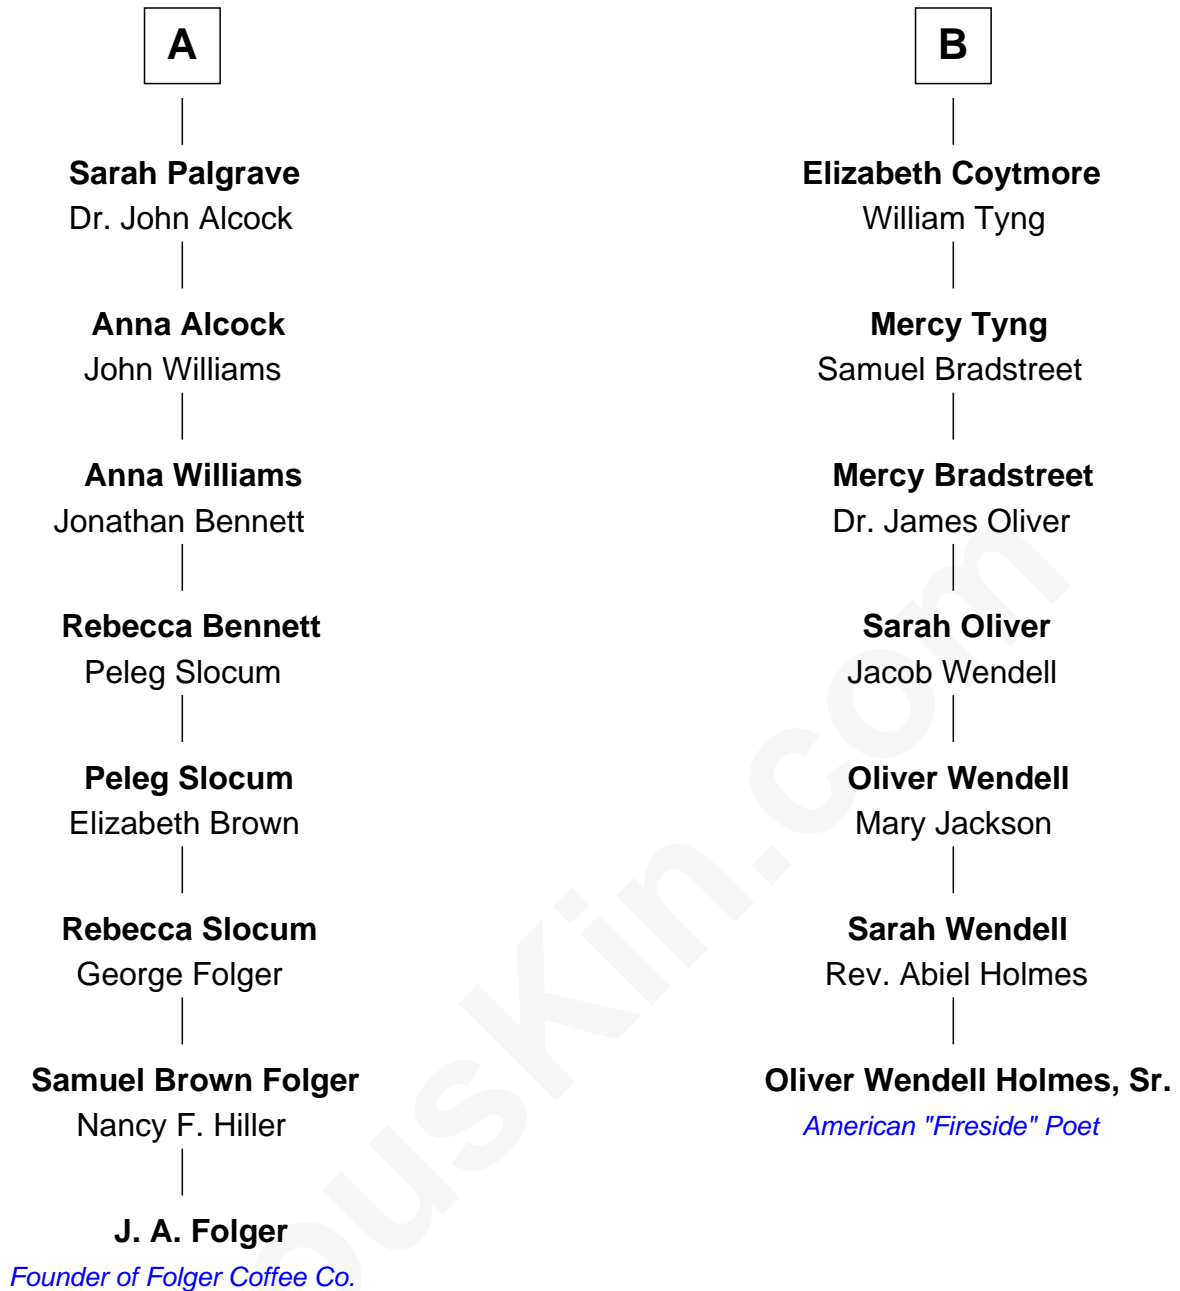 A
Sarah Palgrave
Dr. John Alcock
Anna Alcock
John Williams
Anna Williams
Jonathan Bennett
Rebecca Bennett
Peleg Slocum
Peleg Slocum
Elizabeth Brown
Rebecca Slocum
George Folger
Samuel Brown Folger
Nancy F. Hiller
J. A. Folger
Founder of Folger Coffee Co.
B
Elizabeth Coytmore
William Tyng
Mercy Tyng
Samuel Bradstreet
Mercy Bradstreet
Dr. James Oliver
Sarah Oliver
Jacob Wendell
Oliver Wendell
Mary Jackson
Sarah Wendell
Rev. Abiel Holmes
Oliver Wendell Holmes, Sr.
American "Fireside" Poet
ousKin.com